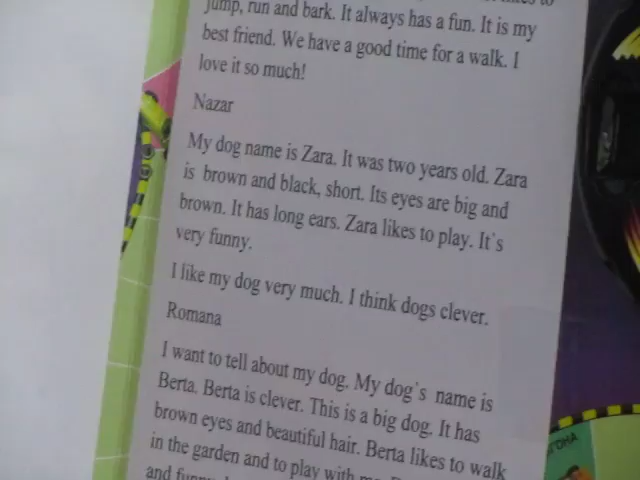 jump, run and bark. It always has a fun. It is my
best friend. We have a good time for a walk. I
love it so much!
Nazar
My dog name is Zara. It was two years old. Zara
is brown and black, short. Its eyes are big and
brown. It has long ears. Zara likes to play. It's
very funny.
I like my dog very much. I think dogs clever.
Romana
I want to tell about my dog. My dog's name is
Berta. Berta is clever. This is a big dog. It has
brown eyes and beautiful hair. Berta likes to walk
in the garden and to play with
and